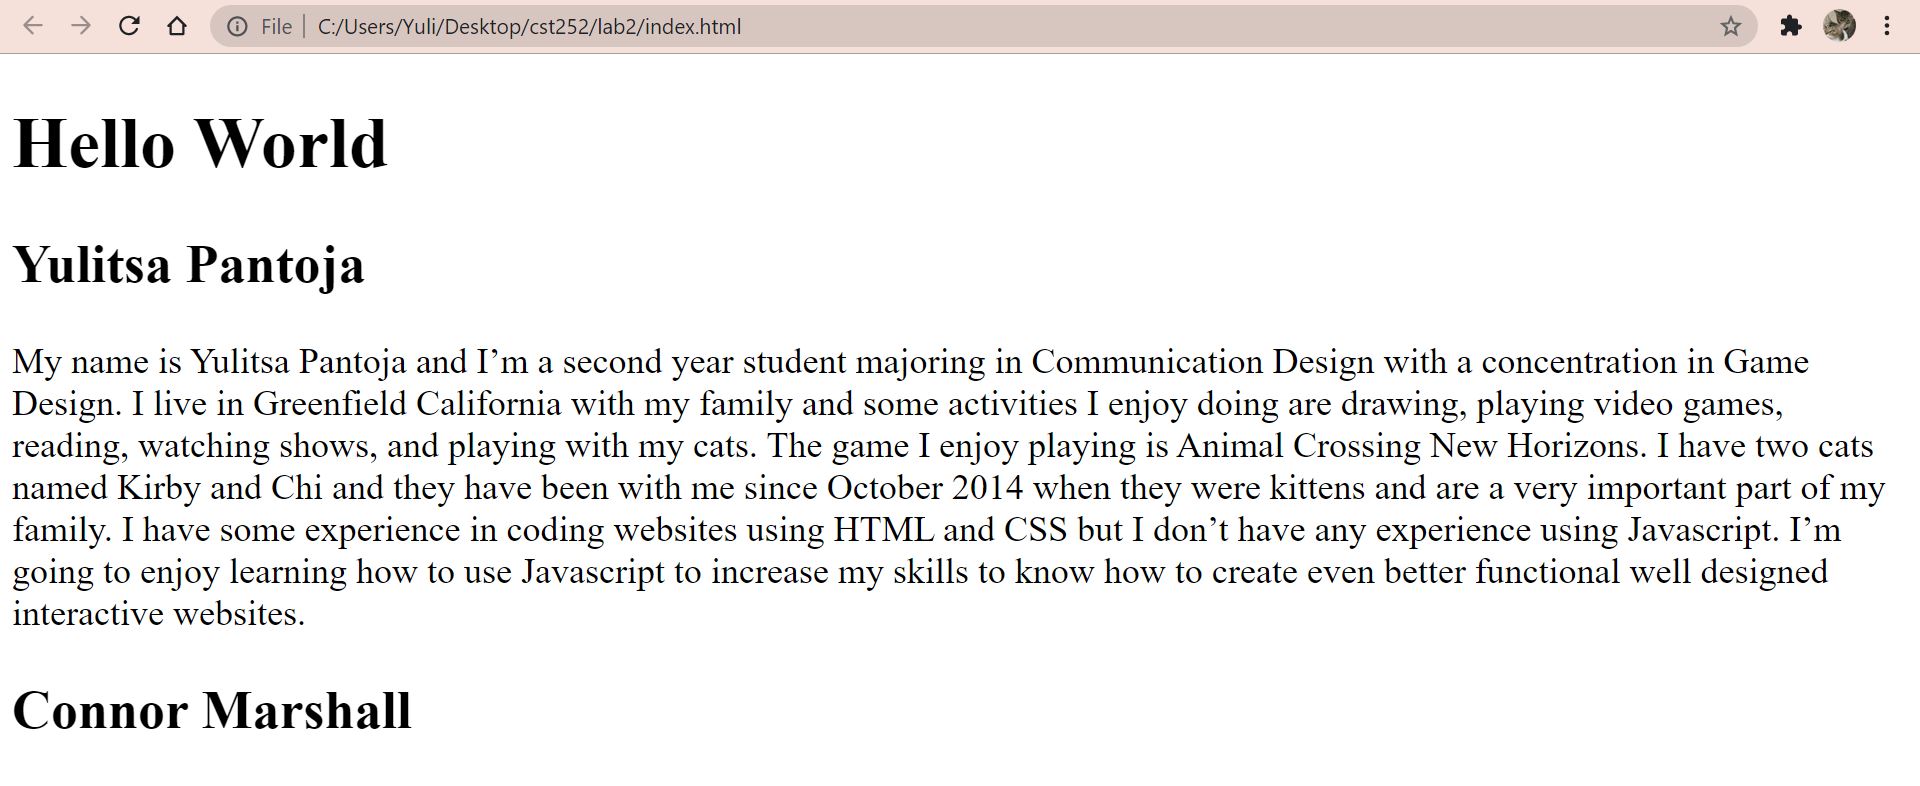 File | C:/Users/Yuli/Desktop/cst252/lab2/index.html
Hello World
Yulitsa Pantoja
My name is Yulitsa Pantoja and I’m a second year student majoring in Communication Design with a concentration in Game
Design. I live in Greenfield California with my family and some activities I enjoy doing are drawing, playing video games,
reading, watching shows, and playing with my cats. The game I enjoy playing is Animal Crossing New Horizons. I have two cats
named Kirby and Chi and they have been with me since October 2014 when they were kittens and are a very important part of my
family. I have some experience in coding websites using HTML and CSS but I don’t have any experience using Javascript. I’m
going to enjoy learning how to use Javascript to increase my skills to know how to create even better functional well designed
interactive websites.
Connor Marshall